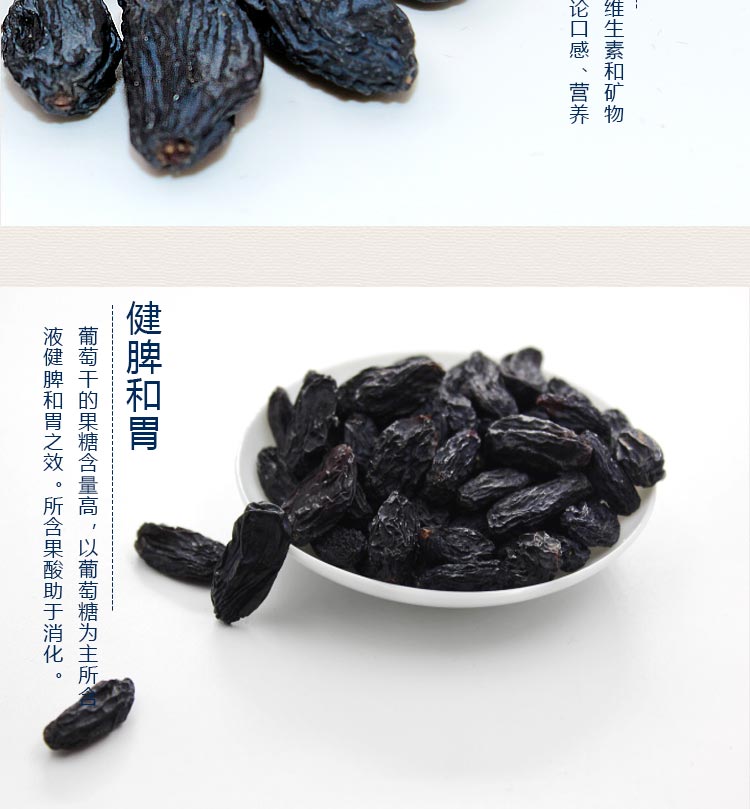 维生素和矿物
论口感、营养
健脾和胃
葡萄干的果糖含量高，以葡萄糖为主所含
液健脾和胃之效。所含果酸助于消化。